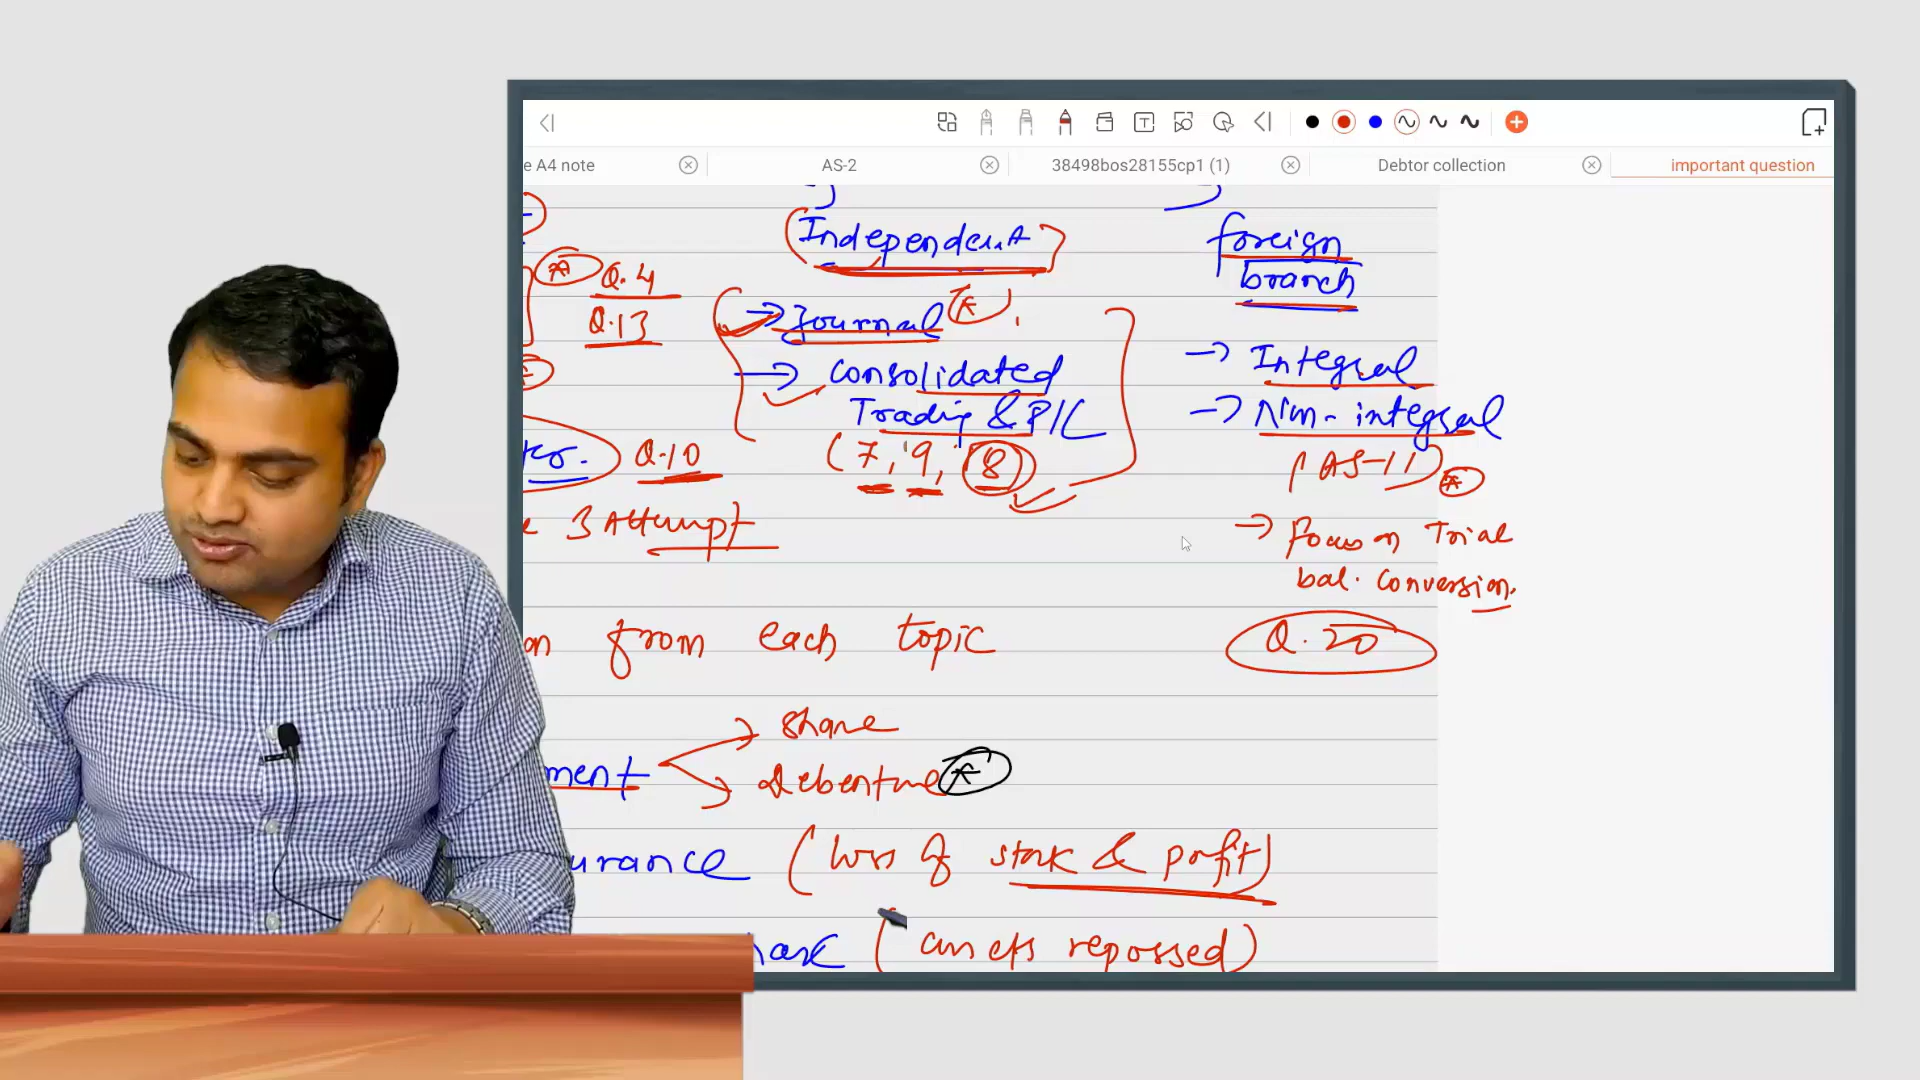 e A4 note
AS-2
38498bos28155cp1 (1)
Debtor collection
important question
(Independent)
foreign
branch
Q.4
Q.13
→ Journal
→ Consolidated
Trading & P/L
(7, 9, 8)
Q.10
→ Integral
→ Non-integral
(AS-11)
→ focus on Trial
bal. conversion.
Q.20
3 Attempt
on from each topic
ment
share
Debenture
urance (loss of stock & profit)
repossed)